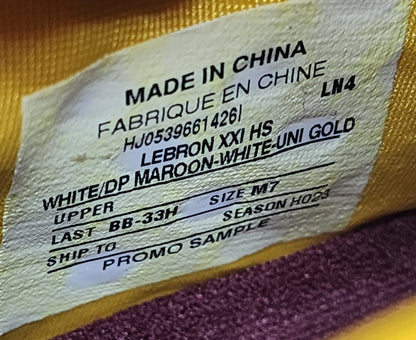 MADE IN CHINA
FABRIQUE EN CHINE
HJ0539661426I LN4
LEBRON XXI HS
WHITE/DP MAROON-WHITE-UNI GOLD
UPPER
LAST BB-33H SIZE M7
SHIP TO SEASON HO23
PROMO SAMPLE